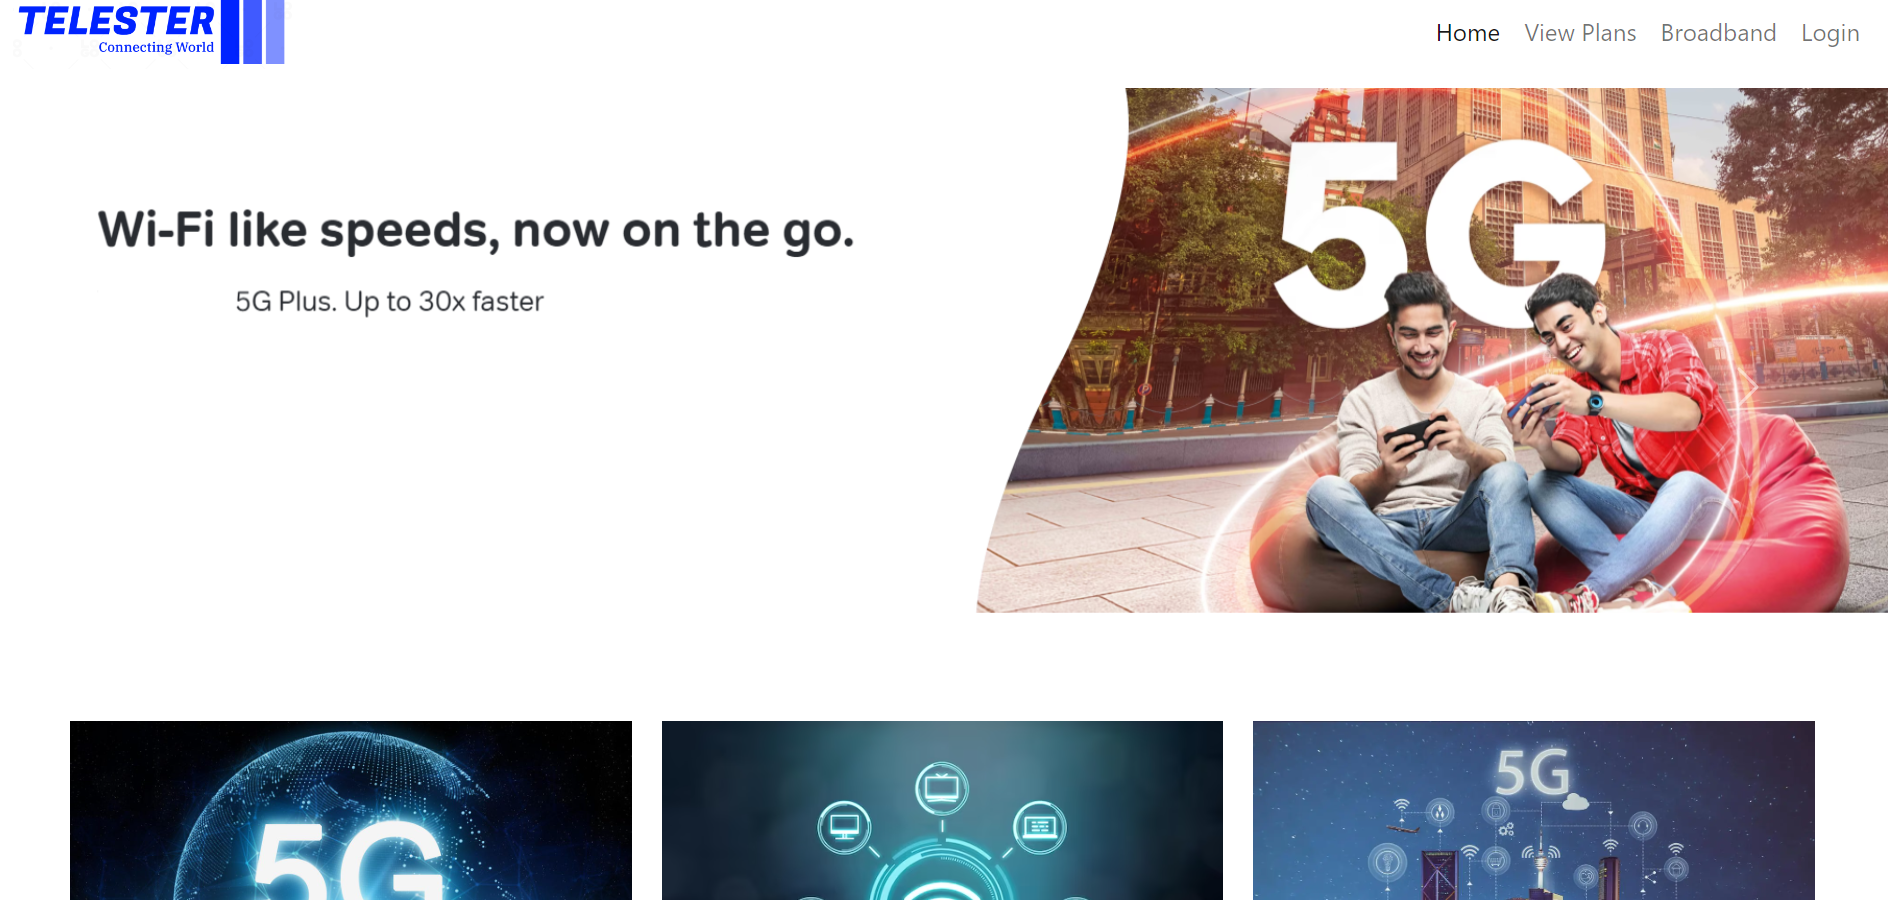 TELESTER
Connecting World
Home View Plans Broadband Login
5G
Wi-Fi like speeds, now on the go.
5G Plus. Up to 30x faster
5G
5G